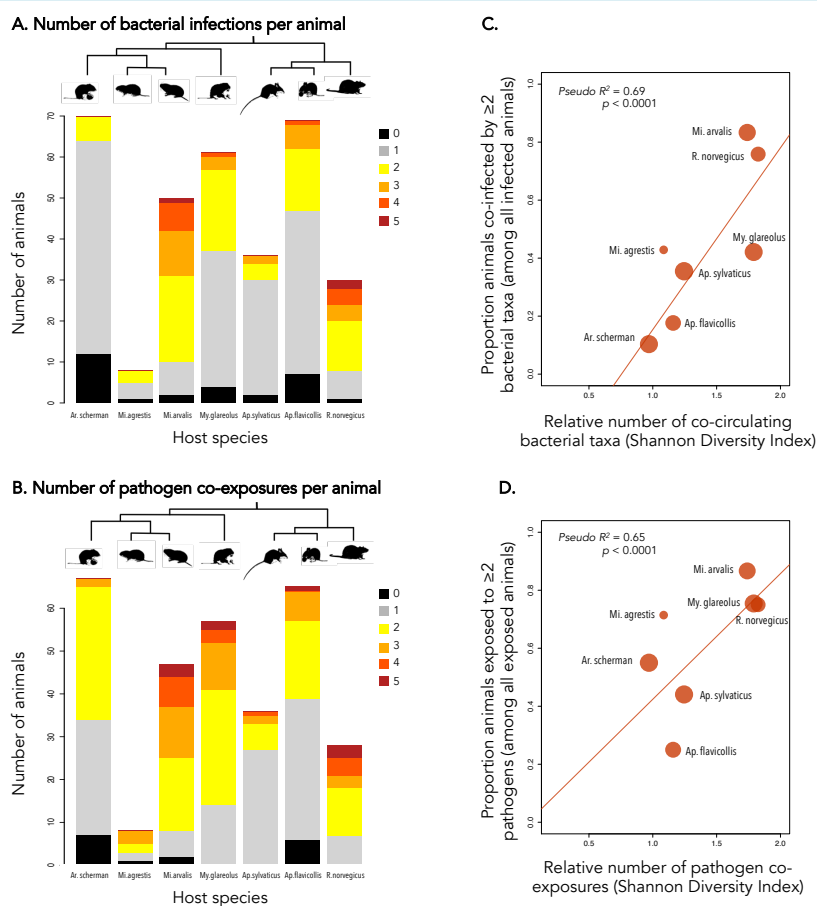 A. Number of bacterial infections per animal
Number of animals
0
10
20
30
40
50
60
70
0
1
2
3
4
5
Ar. scherman
Mi.agrestis
Mi.arvalis
My.glareolus
Ap.sylvaticus
Ap.flavicollis
R.norvegicus
Host species
C.
Proportion animals co-infected by ≥2
bacterial taxa (among all infected animals)
0.0
0.2
0.4
0.6
0.8
1.0
Pseudo R² = 0.69
p < 0.0001
Mi. arvalis
R. norvegicus
My. glareolus
Mi. agrestis
Ap. sylvaticus
Ap. flavicollis
Ar. scherman
0.5
1.0
1.5
2.0
Relative number of co-circulating
bacterial taxa (Shannon Diversity Index)
B. Number of pathogen co-exposures per animal
Number of animals
0
10
20
30
40
50
60
0
1
2
3
4
5
Ar. scherman
Mi.agrestis
Mi.arvalis
My.glareolus
Ap.sylvaticus
Ap.flavicollis
R.norvegicus
Host species
D.
Proportion animals exposed to ≥2
pathogens (among all exposed animals)
0.0
0.2
0.4
0.6
0.8
1.0
Pseudo R² = 0.65
p < 0.0001
Mi. arvalis
My. glareolus
R. norvegicus
Mi. agrestis
Ar. scherman
Ap. sylvaticus
Ap. flavicollis
0.5
1.0
1.5
2.0
Relative number of pathogen co-
exposures (Shannon Diversity Index)